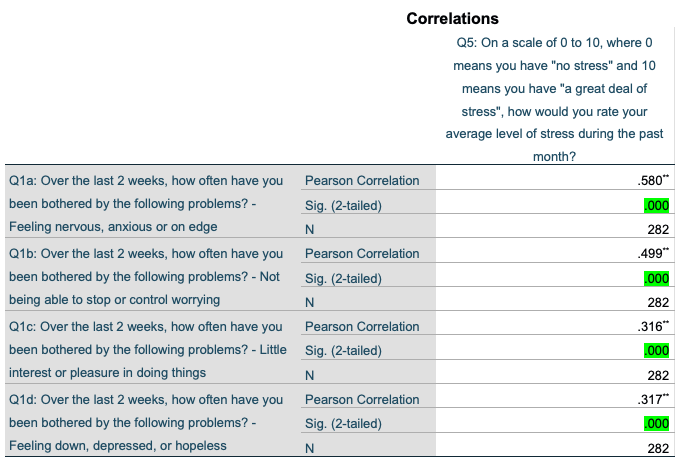 Correlations
Q5: On a scale of 0 to 10, where 0
means you have "no stress" and 10
means you have "a great deal of
stress", how would you rate your
average level of stress during the past
month?
Q1a: Over the last 2 weeks, how often have you Pearson Correlation .580**
been bothered by the following problems? - Sig. (2-tailed) .000
Feeling nervous, anxious or on edge N 282
Q1b: Over the last 2 weeks, how often have you Pearson Correlation .499**
been bothered by the following problems? - Not Sig. (2-tailed) .000
being able to stop or control worrying N 282
Q1c: Over the last 2 weeks, how often have you Pearson Correlation .316**
been bothered by the following problems? - Little Sig. (2-tailed) .000
interest or pleasure in doing things N 282
Q1d: Over the last 2 weeks, how often have you Pearson Correlation .317**
been bothered by the following problems? - Sig. (2-tailed) .000
Feeling down, depressed, or hopeless N 282